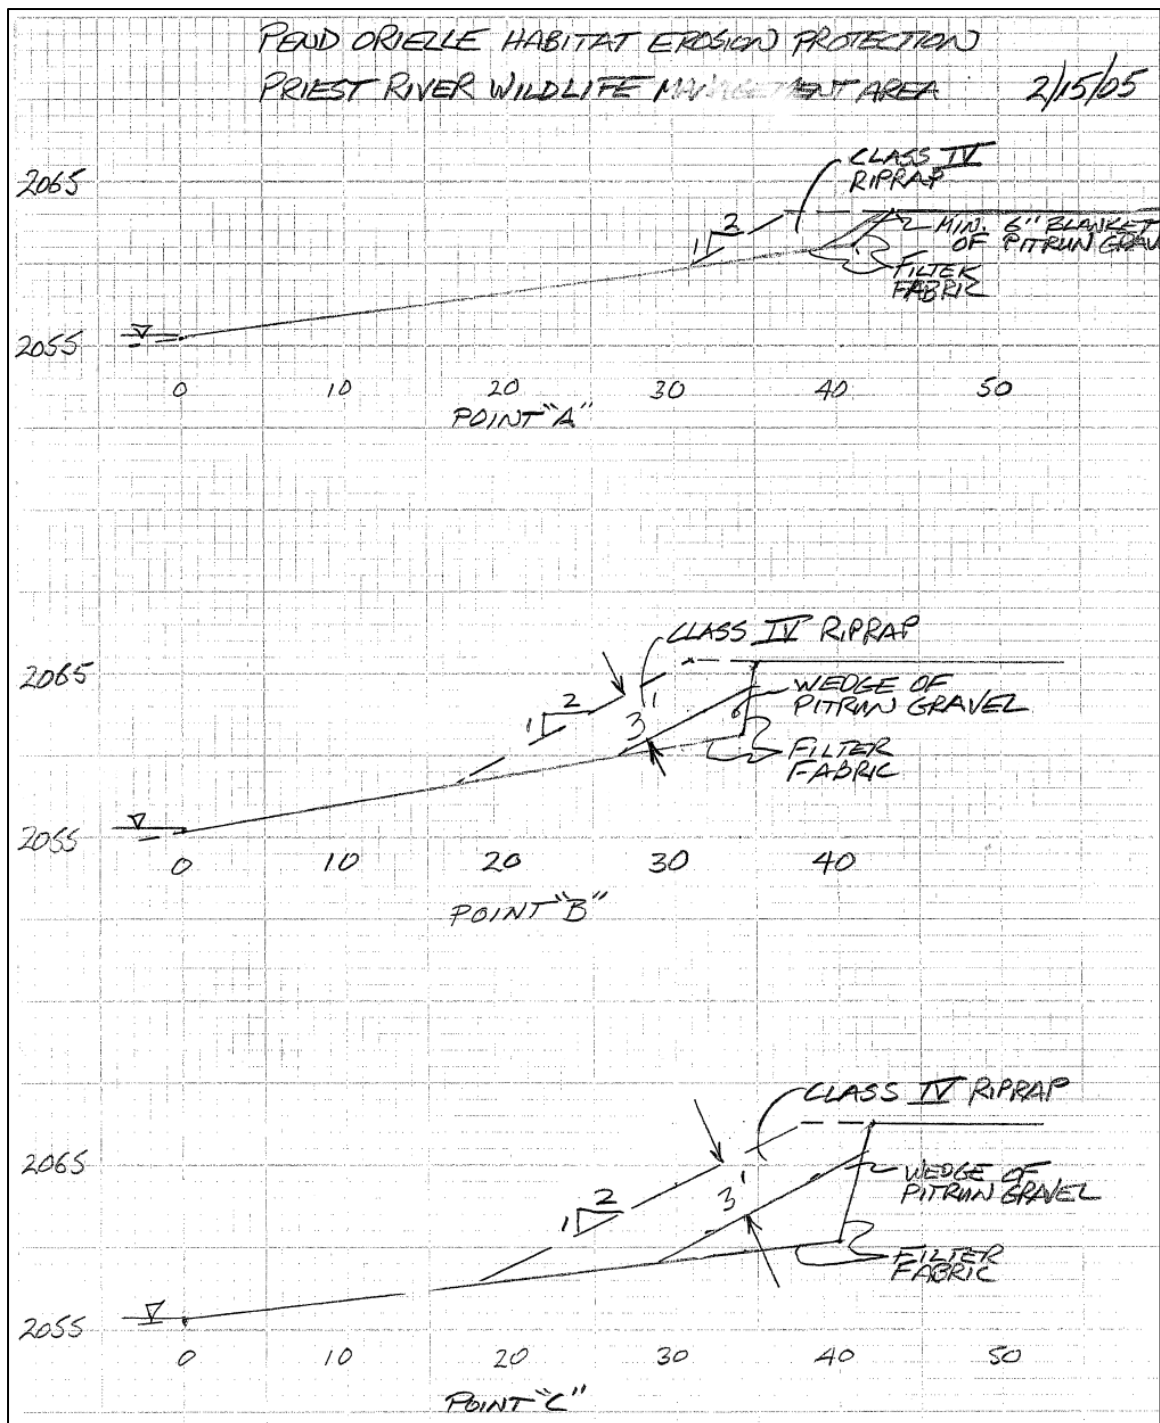 PEND ORIELLE HABITAT EROSION PROTECTION
PRIEST RIVER WILDLIFE MANAGEMENT AREA 2/15/05
CLASS IV
RIPRAP
2065
2
1
MIN. 6" BLANKET
OF PITRUN GRAV
FILTER
FABRIC
2055
0 10 20 30 40 50
POINT "A"
CLASS IV RIPRAP
2065
WEDGE OF
PITRUN GRAVEL
2
1
3'
FILTER
FABRIC
2055
0 10 20 30 40
POINT "B"
CLASS IV RIPRAP
2065
WEDGE OF
PITRUN GRAVEL
3'
2
1
FILTER
FABRIC
2055
0 10 20 30 40 50
POINT "C"